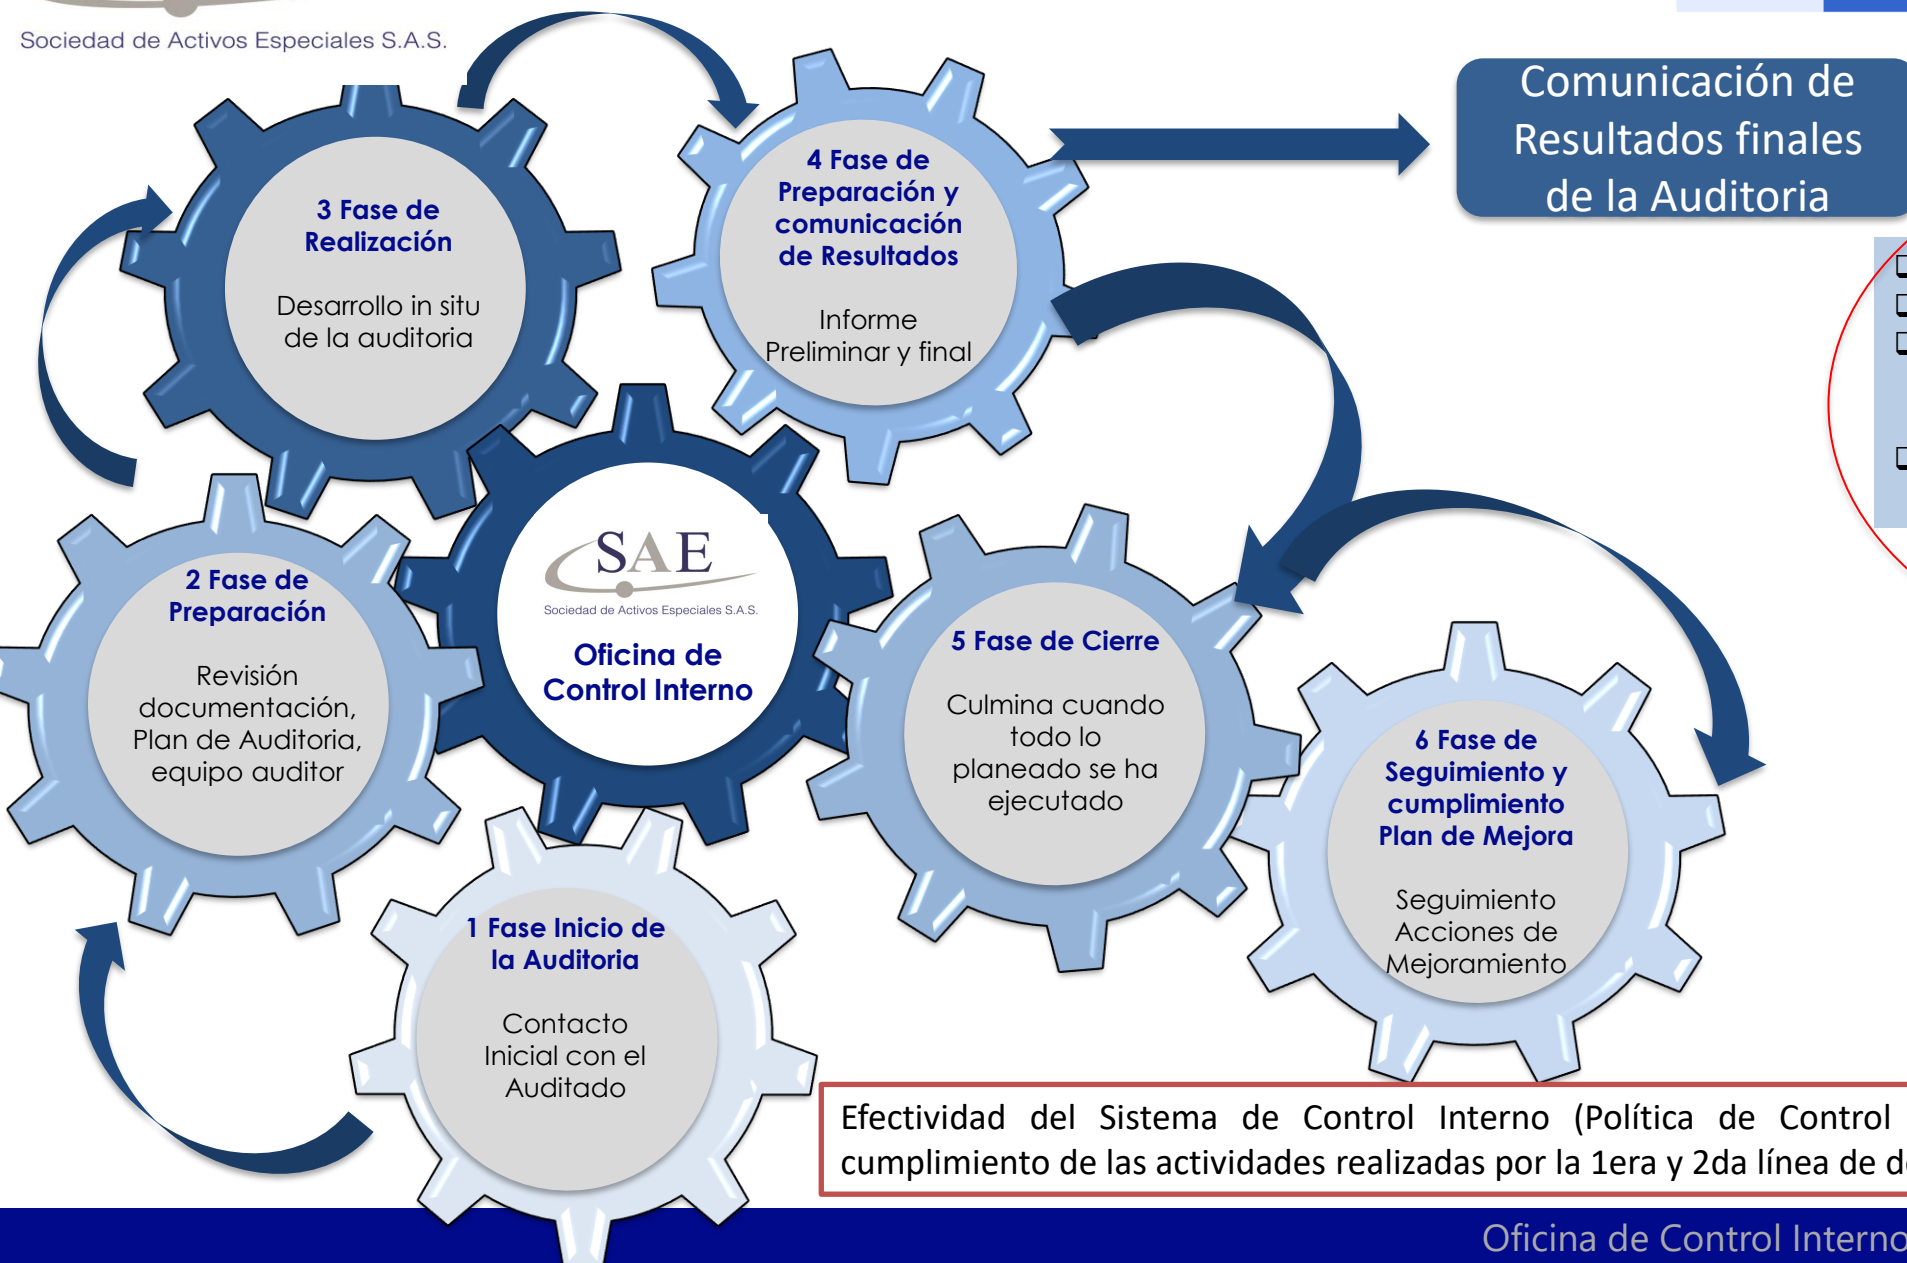 Sociedad de Activos Especiales S.A.S.
Comunicación de
Resultados finales
de la Auditoria
3 Fase de
Realización
Desarrollo in situ
de la auditoria
4 Fase de
Preparación y
comunicación
de Resultados
Informe
Preliminar y final
2 Fase de
Preparación
Revisión
documentación,
Plan de Auditoria,
equipo auditor
SAE
Sociedad de Activos Especiales S.A.S.
Oficina de
Control Interno
5 Fase de Cierre
Culmina cuando
todo lo
planeado se ha
ejecutado
6 Fase de
Seguimiento y
cumplimiento
Plan de Mejora
Seguimiento
Acciones de
Mejoramiento
1 Fase Inicio de
la Auditoria
Contacto
Inicial con el
Auditado
Efectividad del Sistema de Control Interno (Política de Control
cumplimiento de las actividades realizadas por la 1era y 2da línea de
Oficina de Control Interno